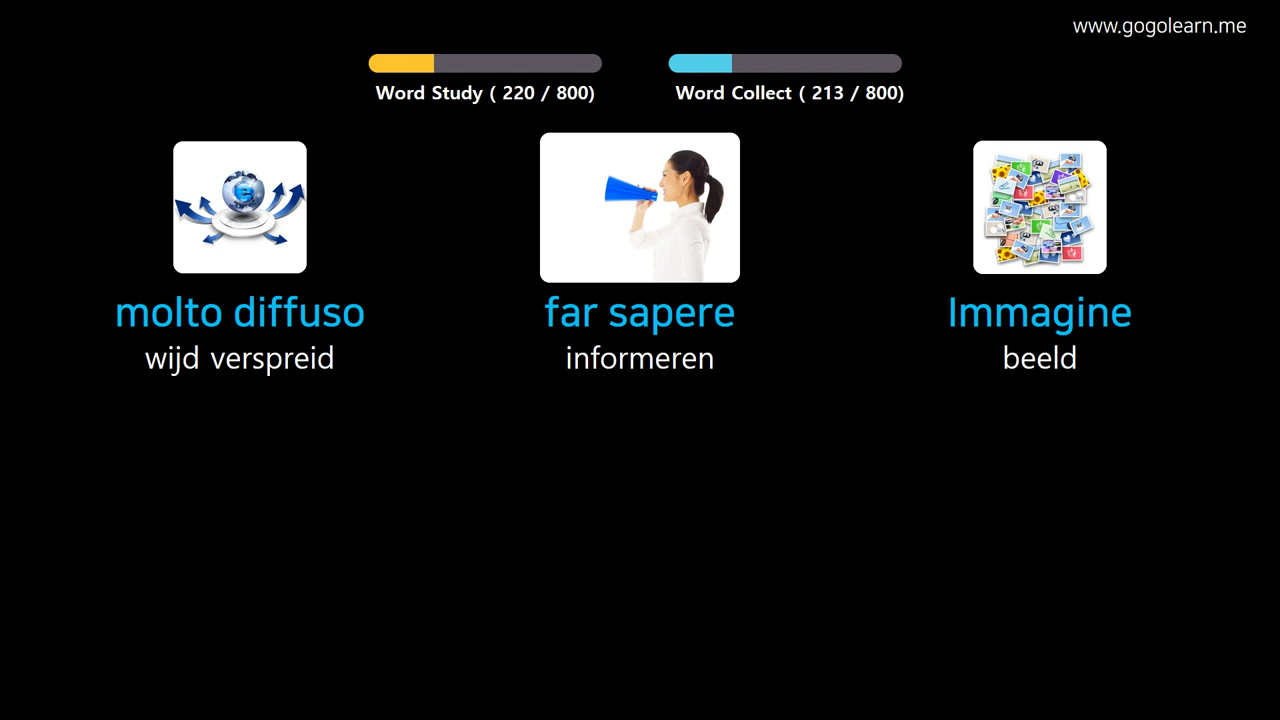 www.gogolearn.me
Word Study ( 220 / 800)
Word Collect ( 213 / 800)
molto diffuso
far sapere
Immagine
wijd verspreid
informeren
beeld